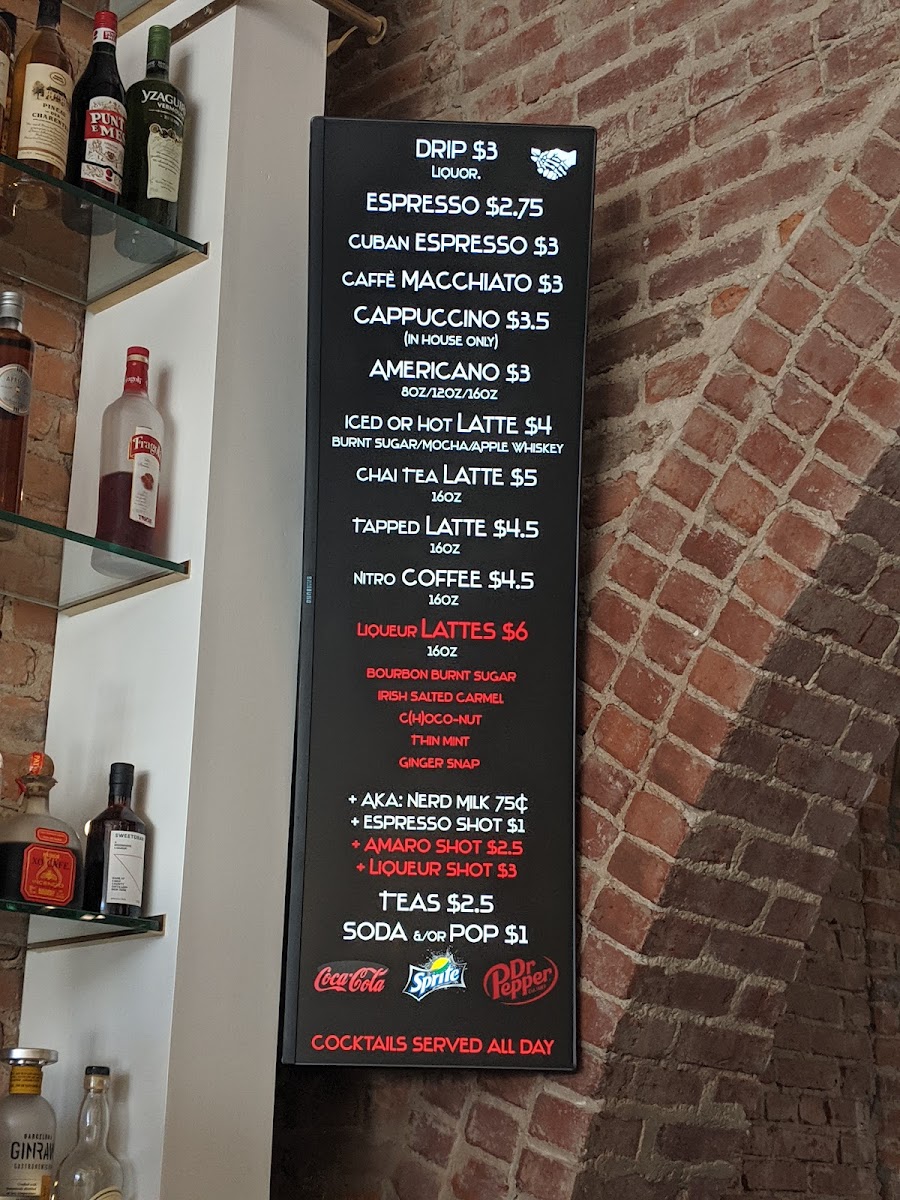 PUNT
E MES
YZAGUI
VERMO
Fragoli
XO CAFE
SWEETDRAM
BARCELONA
GINRAW
DRIP $3
LIQUOR.
ESPRESSO $2.75
CUBAN ESPRESSO $3
CAFFÈ MACCHIATO $3
CAPPUCCINO $3.5
(IN HOUSE ONLY)
AMERICANO $3
8OZ/12OZ/16OZ
ICED OR HOT LATTE $4
BURNT SUGAR/MOCHA/APPLE WHISKEY
CHAI TEA LATTE $5
16OZ
TAPPED LATTE $4.5
16OZ
NITRO COFFEE $4.5
16OZ
LIQUEUR LATTES $6
16OZ
BOURBON BURNT SUGAR
IRISH SALTED CARMEL
C(H)OCO-NUT
THIN MINT
GINGER SNAP
+ AKA: NERD MILK 75¢
+ ESPRESSO SHOT $1
+ AMARO SHOT $2.5
+ LIQUEUR SHOT $3
TEAS $2.5
SODA &/OR POP $1
Coca-Cola Sprite Dr Pepper
COCKTAILS SERVED ALL DAY